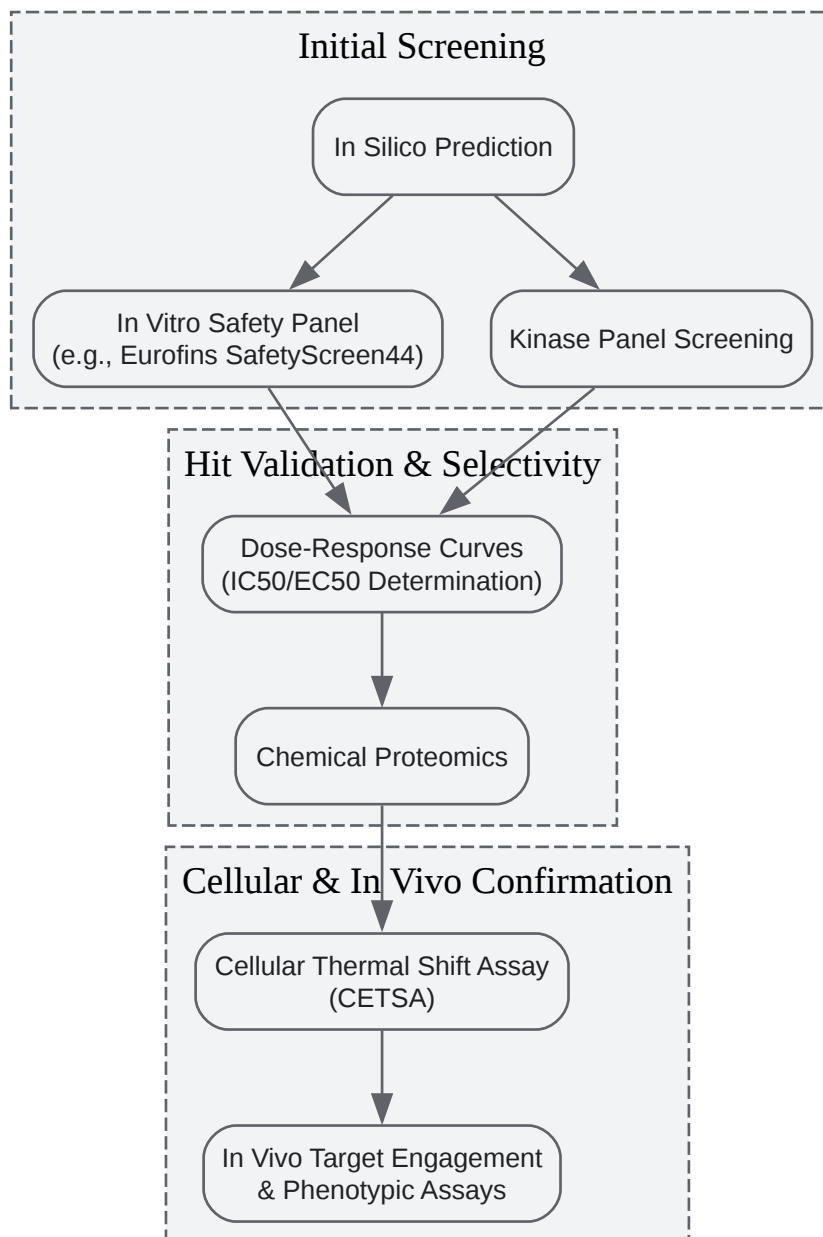 Initial Screening
In Silico Prediction
In Vitro Safety Panel
(e.g., Eurofins SafetyScreen44)
Kinase Panel Screening
Hit Validation & Selectivity
Dose-Response Curves
(IC50/EC50 Determination)
Chemical Proteomics
Cellular & In Vivo Confirmation
Cellular Thermal Shift Assay
(CETSA)
In Vivo Target Engagement
& Phenotypic Assays